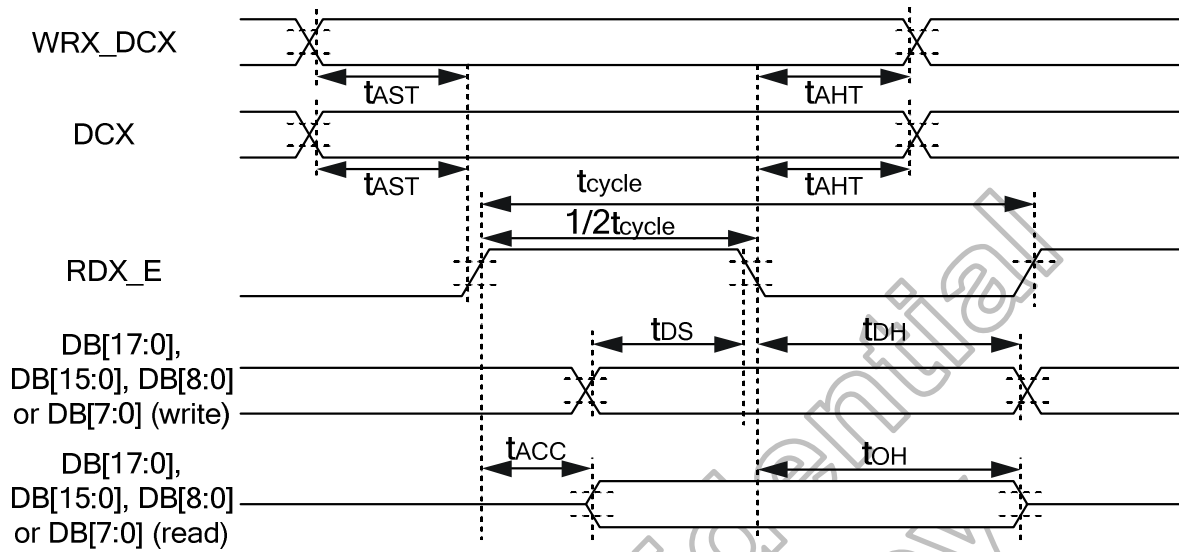 WRX_DCX
tAST
tAHT
DCX
tAST
tAHT
tcycle
1/2tcycle
RDX_E
tDS
tDH
DB[17:0],
DB[15:0], DB[8:0]
or DB[7:0] (write)
tACC
tOH
DB[17:0],
DB[15:0], DB[8:0]
or DB[7:0] (read)